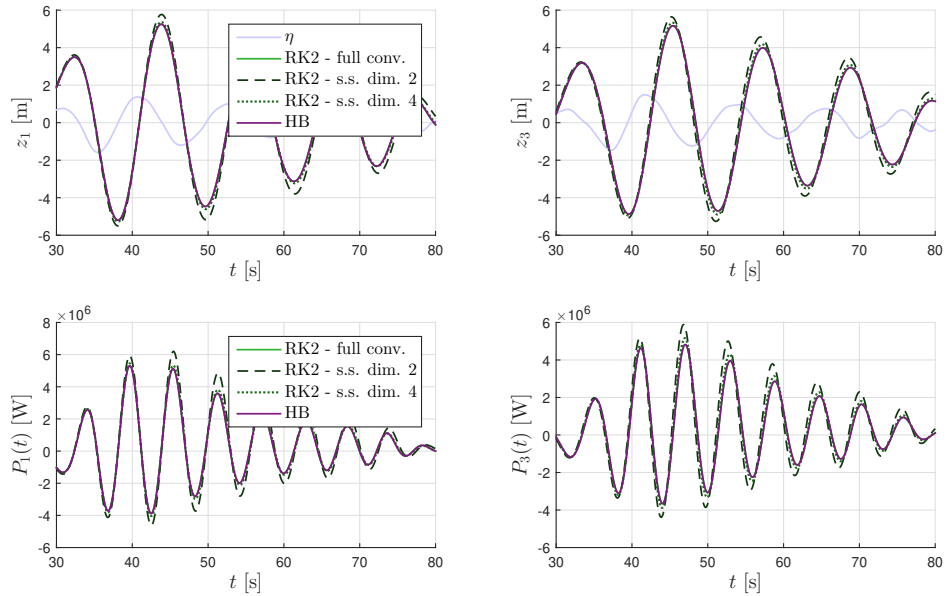 6
4
2
0
-2
-4
-6
z₁ [m]
30 40 50 60 70 80
t [s]
η
RK2 - full conv.
RK2 - s.s. dim. 2
RK2 - s.s. dim. 4
HB
6
4
2
0
-2
-4
-6
z₃ [m]
30 40 50 60 70 80
t [s]
×10⁶
8
6
4
2
0
-2
-4
-6
P₁(t) [W]
30 40 50 60 70 80
t [s]
RK2 - full conv.
RK2 - s.s. dim. 2
RK2 - s.s. dim. 4
HB
×10⁶
6
4
2
0
-2
-4
-6
P₃(t) [W]
30 40 50 60 70 80
t [s]